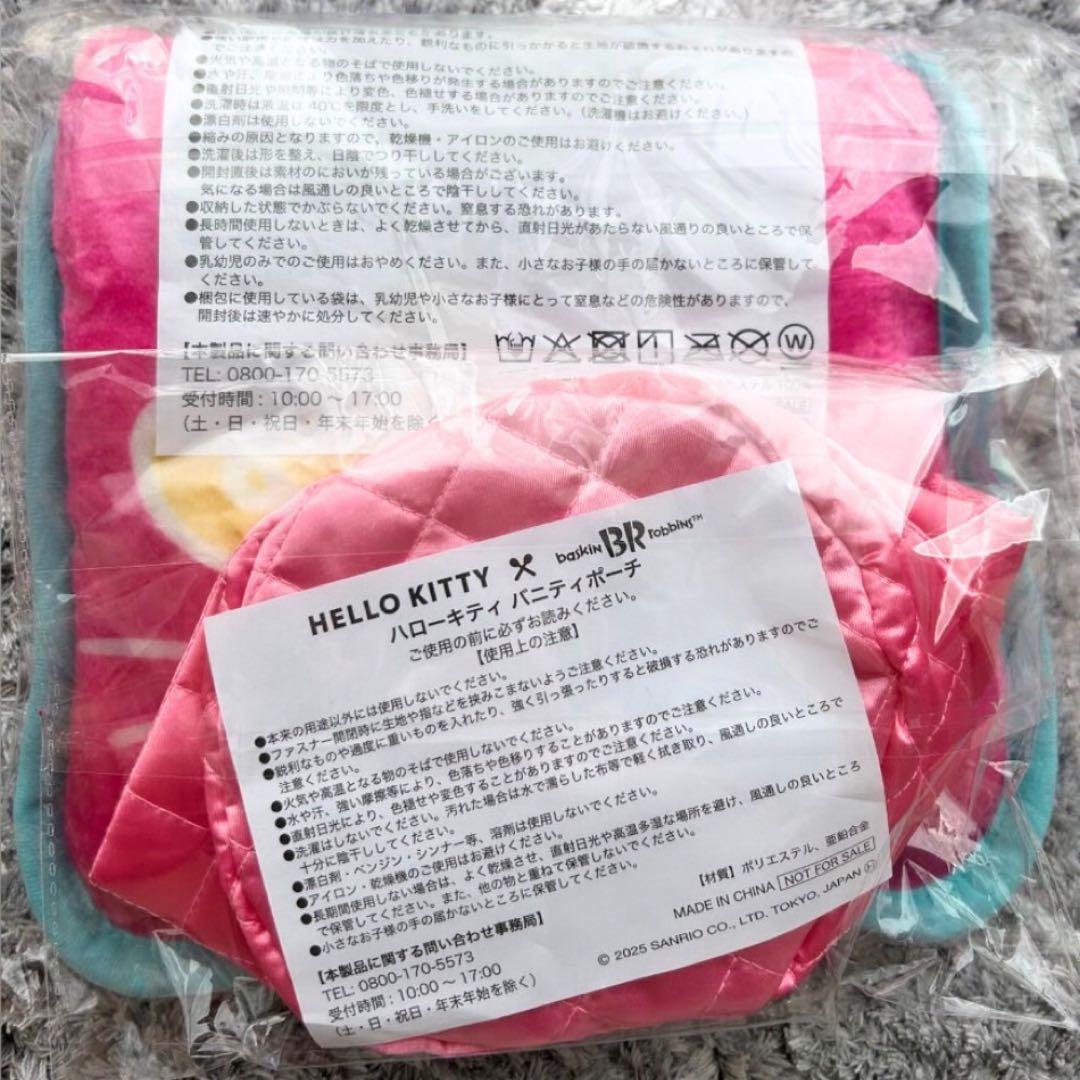 でご注意ください。
●火気や高温となる物のそばで使用しないでください。
●水や汗、摩擦により色落ちや色移りが発生する場合がありますのでご注意ください。
●直射日光や照明等により変色、色褪せする場合がありますのでご注意ください。
●洗濯時は液温は40℃を限度とし、手洗いをしてください。（洗濯機はお避けください。）
●漂白剤は使用しないでください。
●縮みの原因となりますので、乾燥機・アイロンのご使用はお避けください。
●洗濯後は形を整え、日陰でつり干ししてください。
●開封直後は素材のにおいが残っている場合がございます。
気になる場合は風通しの良いところで陰干ししてください。
●収納した状態でかぶらないでください。窒息する恐れがあります。
●長時間使用しないときは、よく乾燥させてから、直射日光があたらない風通りの良いところで保
管してください。
●乳幼児のみでのご使用はおやめください。また、小さなお子様の手の届かないところに保管して
ください。
●梱包に使用している袋は、乳幼児や小さなお子様にとって窒息などの危険性がありますので、
開封後は速やかに処分してください。
【本製品に関する問い合わせ事務局】
TEL: 0800-170-5573
受付時間 : 10:00 ～ 17:00
（土・日・祝日・年末年始を除く
HELLO KITTY × baskin BR robbins™
ハローキティ バニティポーチ
ご使用の前に必ずお読みください。
【使用上の注意】
●本来の用途以外には使用しないでください。
●ファスナー開閉時に生地や指などを挟みこまないようご注意ください。
●鋭利なものや過度に重いものを入れたり、強く引っ張ったりすると破損する恐れがありますのでご
注意ください。
●火気や高温となる物のそばで使用しないでください。
●水や汗、強い摩擦等により、色落ちや色移りすることがありますのでご注意ください。
●直射日光により、色褪せや変色することがありますのでご注意ください。
●洗濯はしないでください。汚れた場合は水で濡らした布等で軽く拭き取り、風通しの良いところで
十分に陰干ししてください。
●漂白剤・ベンジン・シンナー等、溶剤は使用しないでください。
●アイロン・乾燥機のご使用はお避けください。
●長期間使用しない場合は、よく乾燥させ、直射日光や高温多湿な場所を避け、風通しの良いところ
で保管してください。また、他の物と重ねて保管しないでください。
●小さなお子様の手の届かないところに保管してください。
【本製品に関する問い合わせ事務局】
TEL: 0800-170-5573
受付時間 : 10:00 ～ 17:00
（土・日・祝日・年末年始を除く）
【材質】ポリエステル、亜鉛合金
MADE IN CHINA NOT FOR SALE
© 2025 SANRIO CO., LTD. TOKYO, JAPAN Ⓗ